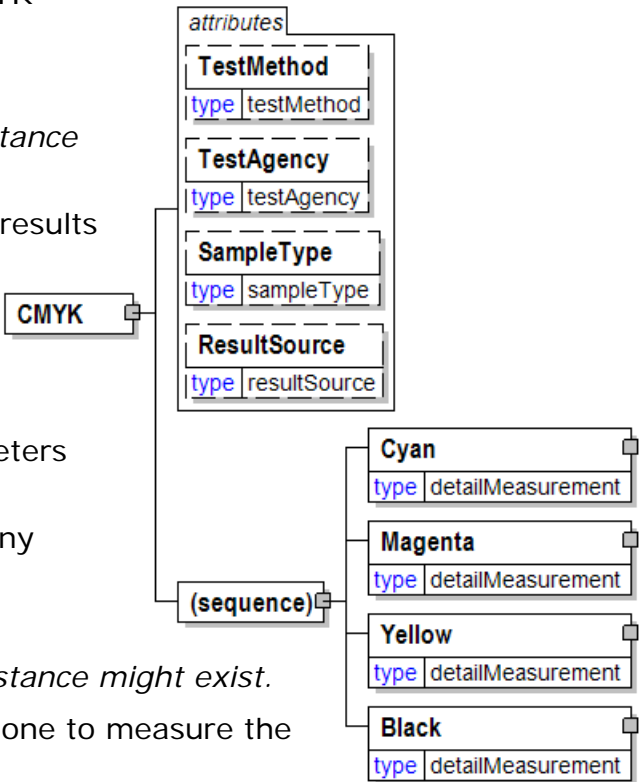 attributes
TestMethod
type testMethod
tance
TestAgency
type testAgency
results
SampleType
type sampleType
CMYK
ResultSource
type resultSource
eters
Cyan
type detailMeasurement
ny
Magenta
type detailMeasurement
(sequence)
Yellow
type detailMeasurement
stance might exist.
one to measure the
Black
type detailMeasurement